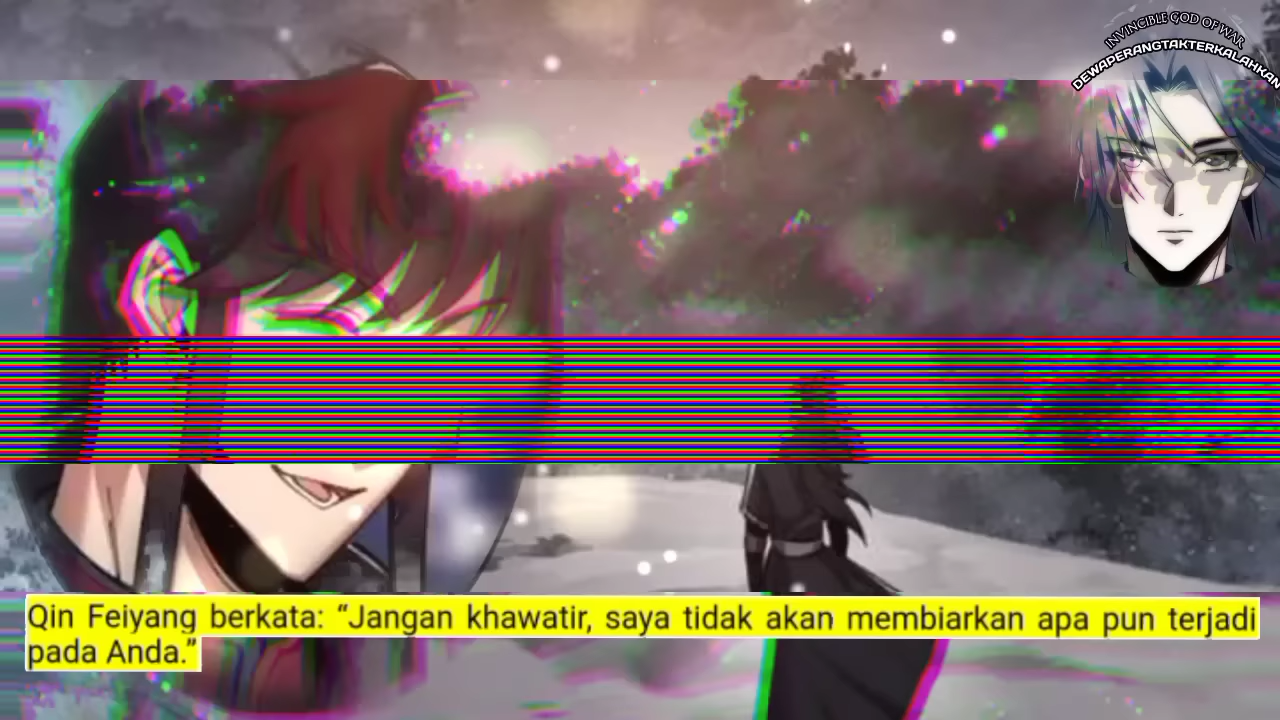 INVINCIBLE GOD OF WAR
DEWAPERANGTAKTERKALAHKAN
Qin Feiyang berkata: “Jangan khawatir, saya tidak akan membiarkan apa pun terjadi
pada Anda.”